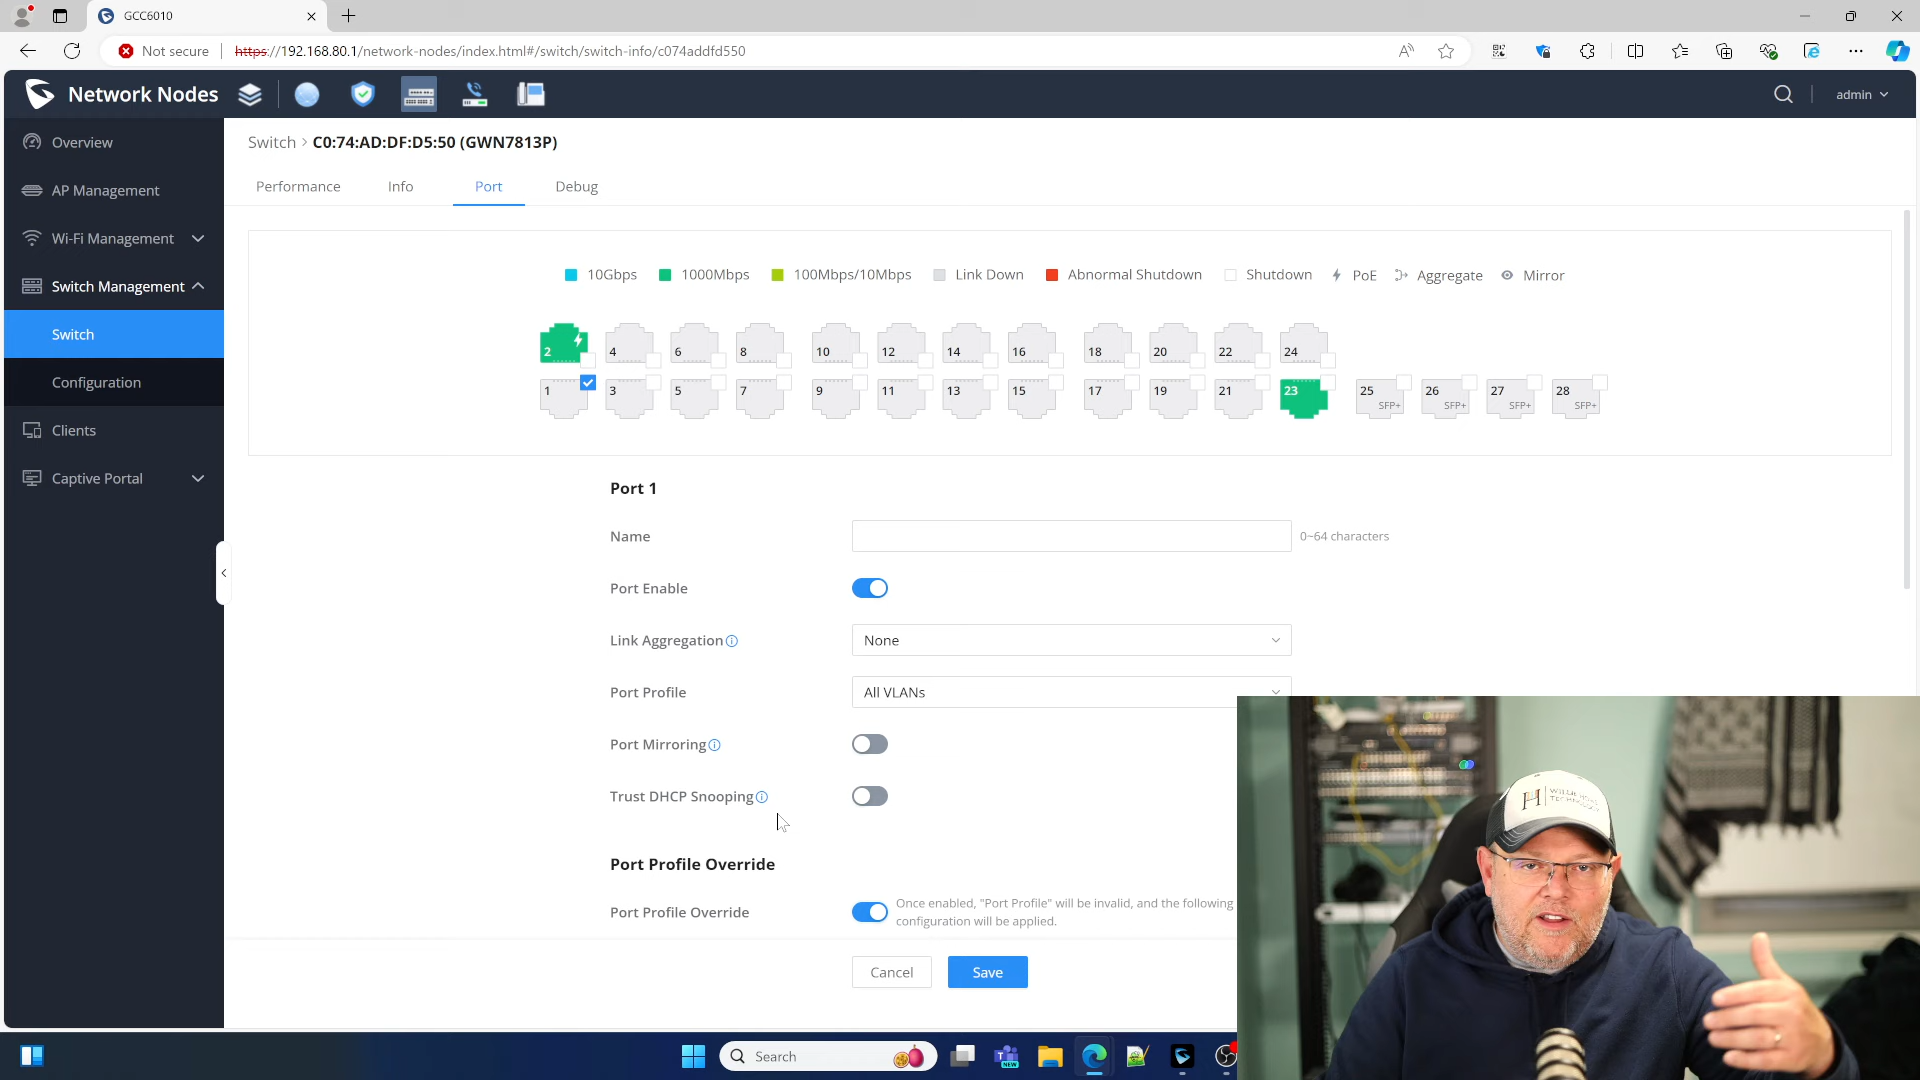 GCC6010
Not secure
https://192.168.80.1/network-nodes/index.html#/switch/switch-info/c074addfd550
Network Nodes
admin
Overview
AP Management
Wi-Fi Management
Switch Management
Switch
Configuration
Clients
Captive Portal
Switch > C0:74:AD:DF:D5:50 (GWN7813P)
Performance Info Port Debug
10Gbps 1000Mbps 100Mbps/10Mbps Link Down Abnormal Shutdown Shutdown PoE Aggregate Mirror
2 4 6 8 10 12 14 16 18 20 22 24
1 3 5 7 9 11 13 15 17 19 21 23 25 26 27 28
SFP+ SFP+ SFP+ SFP+
Port 1
Name 0~64 characters
Port Enable
Link Aggregation None
Port Profile All VLANs
Port Mirroring
Trust DHCP Snooping
Port Profile Override
Port Profile Override Once enabled, "Port Profile" will be invalid, and the following
configuration will be applied.
Cancel Save
Search
NEW